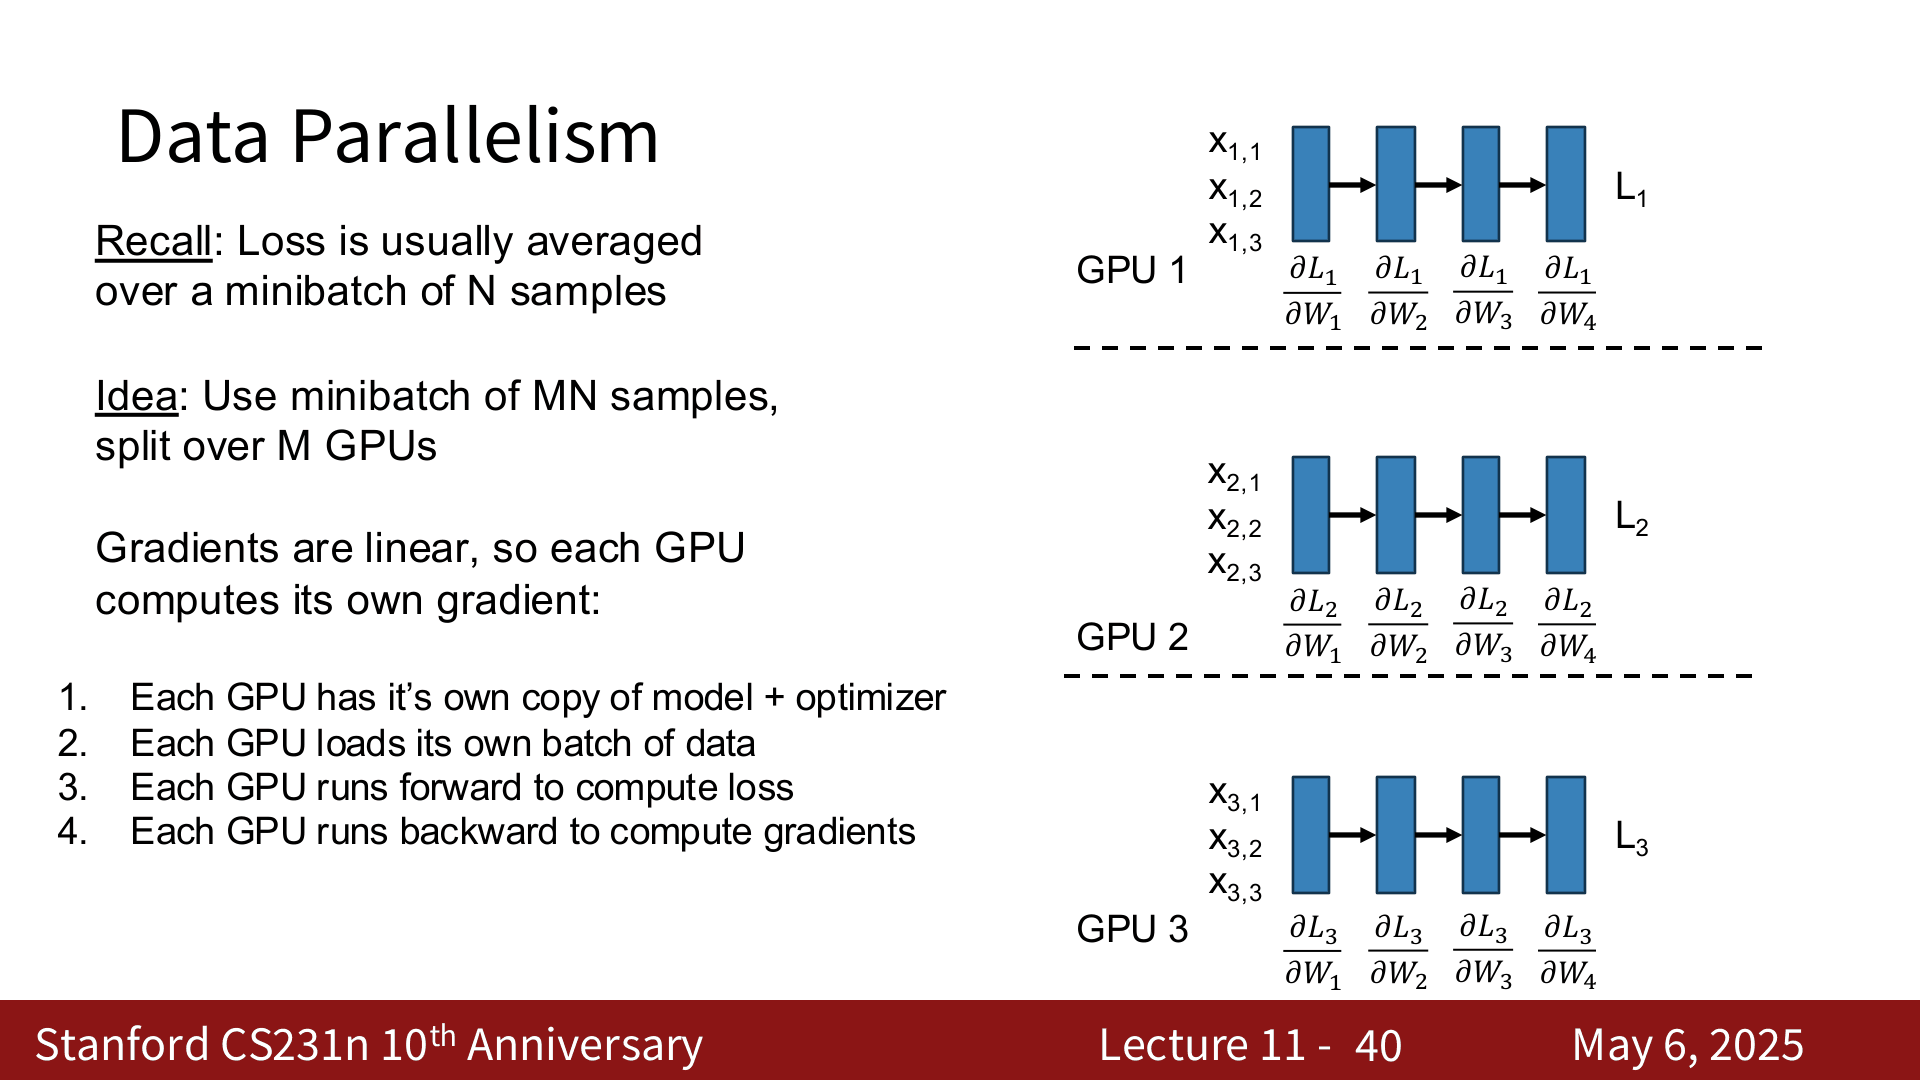 Data Parallelism
Recall: Loss is usually averaged
over a minibatch of N samples
Idea: Use minibatch of MN samples,
split over M GPUs
Gradients are linear, so each GPU
computes its own gradient:
1. Each GPU has it’s own copy of model + optimizer
2. Each GPU loads its own batch of data
3. Each GPU runs forward to compute loss
4. Each GPU runs backward to compute gradients
x1,1
x1,2
x1,3
L1
GPU 1
∂L1/∂W1 ∂L1/∂W2 ∂L1/∂W3 ∂L1/∂W4
x2,1
x2,2
x2,3
L2
GPU 2
∂L2/∂W1 ∂L2/∂W2 ∂L2/∂W3 ∂L2/∂W4
x3,1
x3,2
x3,3
L3
GPU 3
∂L3/∂W1 ∂L3/∂W2 ∂L3/∂W3 ∂L3/∂W4
Stanford CS231n 10th Anniversary Lecture 11 - 40 May 6, 2025